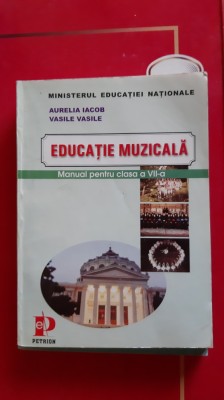 MINISTERUL EDUCAȚIEI NAȚIONALE
AURELIA IACOB
VASILE VASILE
EDUCAȚIE MUZICALĂ
Manual pentru clasa a VII-a
PETRION